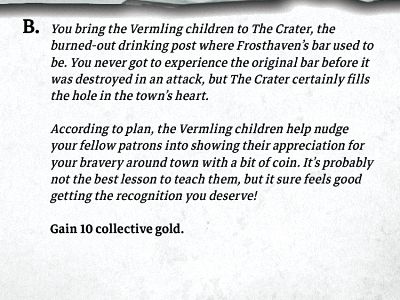 B. You bring the Vermling children to The Crater, the
burned-out drinking post where Frosthaven's bar used to
be. You never got to experience the original bar before it
was destroyed in an attack, but The Crater certainly fills
the hole in the town's heart.
According to plan, the Vermling children help nudge
your fellow patrons into showing their appreciation for
your bravery around town with a bit of coin. It's probably
not the best lesson to teach them, but it sure feels good
getting the recognition you deserve!
Gain 10 collective gold.